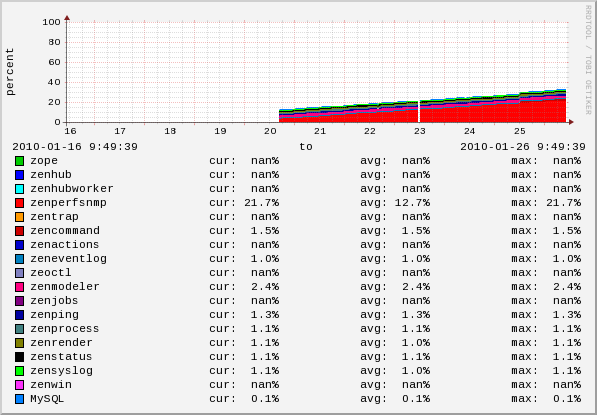 RRDTOOL / TOBI OETIKER
percent
100
80
60
40
20
0
16 17 18 19 20 21 22 23 24 25
2010-01-16 9:49:39 to 2010-01-26 9:49:39
zope cur: nan% avg: nan% max: nan%
zenhub cur: nan% avg: nan% max: nan%
zenhubworker cur: nan% avg: nan% max: nan%
zenperfsnmp cur: 21.7% avg: 12.7% max: 21.7%
zentrap cur: nan% avg: nan% max: nan%
zencommand cur: 1.5% avg: 1.5% max: 1.5%
zenactions cur: nan% avg: nan% max: nan%
zeneventlog cur: 1.0% avg: 1.0% max: 1.0%
zeoctl cur: nan% avg: nan% max: nan%
zenmodeler cur: 2.4% avg: 2.4% max: 2.4%
zenjobs cur: nan% avg: nan% max: nan%
zenping cur: 1.3% avg: 1.3% max: 1.3%
zenprocess cur: 1.1% avg: 1.1% max: 1.1%
zenrender cur: 1.1% avg: 1.0% max: 1.1%
zenstatus cur: 1.1% avg: 1.1% max: 1.1%
zensyslog cur: 1.1% avg: 1.0% max: 1.1%
zenwin cur: nan% avg: nan% max: nan%
MySQL cur: 0.1% avg: 0.1% max: 0.1%